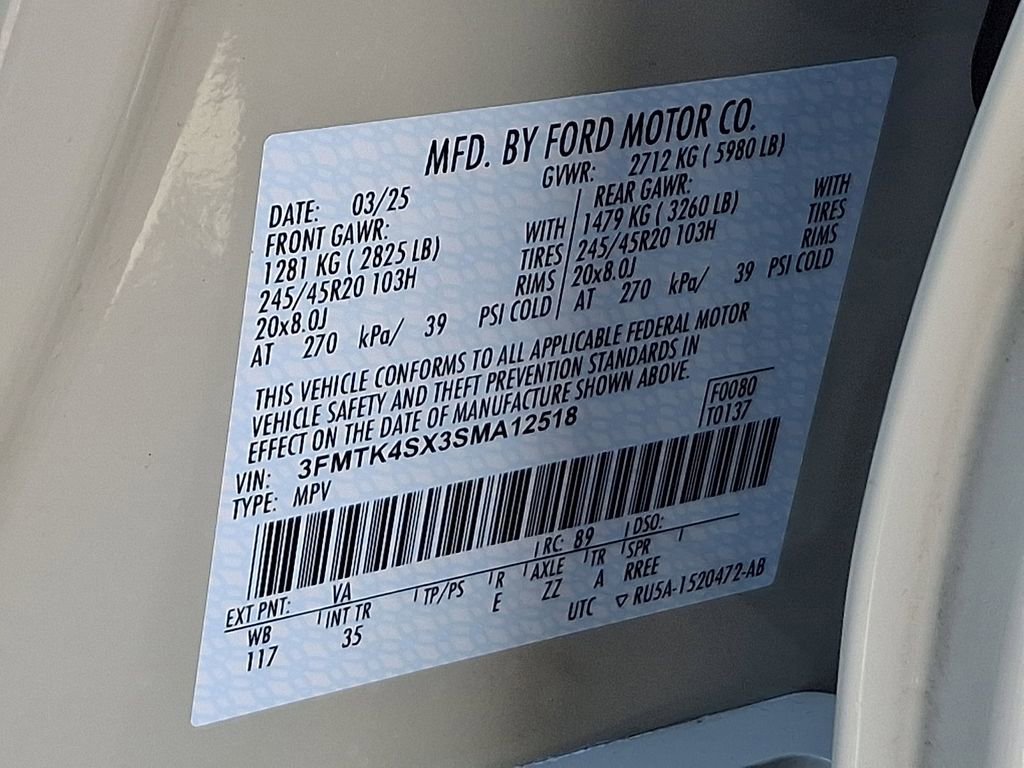 MFD. BY FORD MOTOR CO.
DATE: 03/25 GVWR: 2712 KG ( 5980 LB)
FRONT GAWR: REAR GAWR:
1281 KG ( 2825 LB) WITH 1479 KG ( 3260 LB) WITH
245/45R20 103H TIRES 245/45R20 103H TIRES
20x8.0J RIMS 20x8.0J RIMS
AT 270 kPa/ 39 PSI COLD AT 270 kPa/ 39 PSI COLD
THIS VEHICLE CONFORMS TO ALL APPLICABLE FEDERAL MOTOR
VEHICLE SAFETY AND THEFT PREVENTION STANDARDS IN
EFFECT ON THE DATE OF MANUFACTURE SHOWN ABOVE.
VIN: 3FMTK4SX3SMA12518 F0080
TYPE: MPV T0137
EXT PNT: VA RC: 89 DSO:
WB INT TR TP/PS R AXLE TR SPR
117 35 E ZZ A RREE
UTC ▽ RU5A-1520472-AB